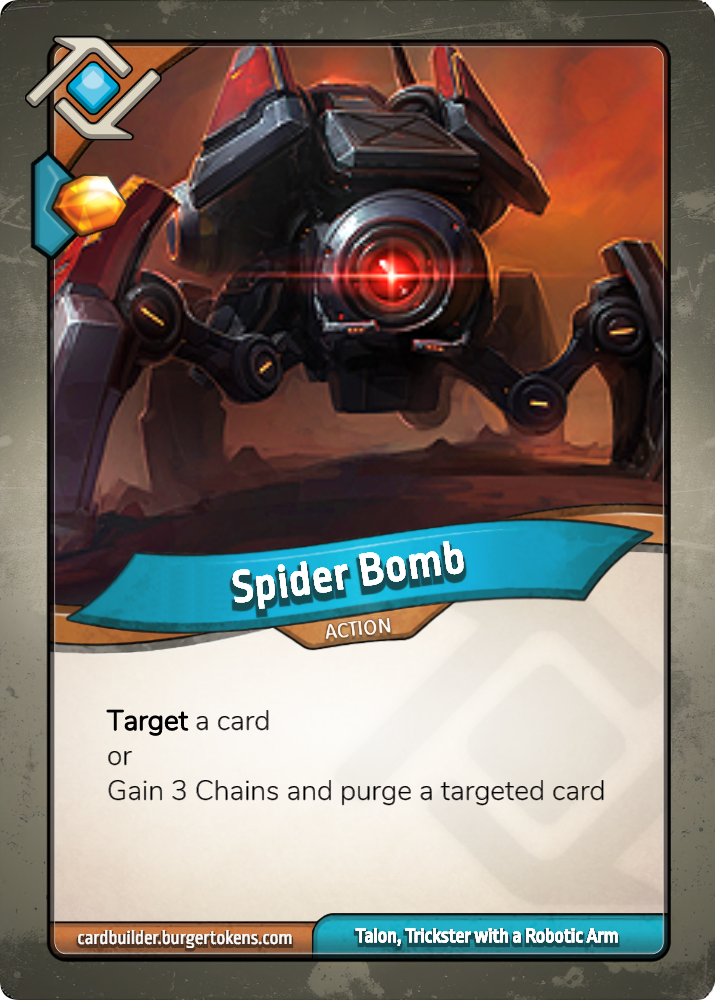 Spider Bomb
ACTION
Target a card
or
Gain 3 Chains and purge a targeted card
cardbuilder.burgertokens.com
Talon, Trickster with a Robotic Arm